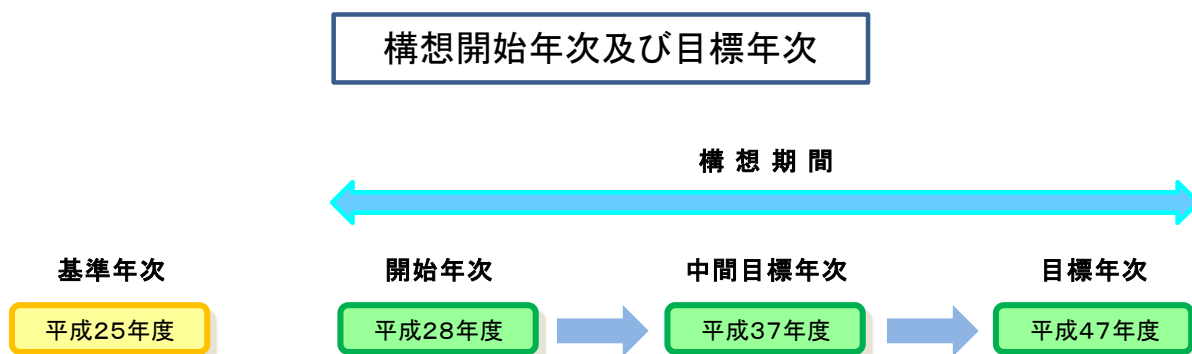 構想開始年次及び目標年次
構想期間
基準年次
開始年次
中間目標年次
目標年次
平成25年度
平成28年度
平成37年度
平成47年度